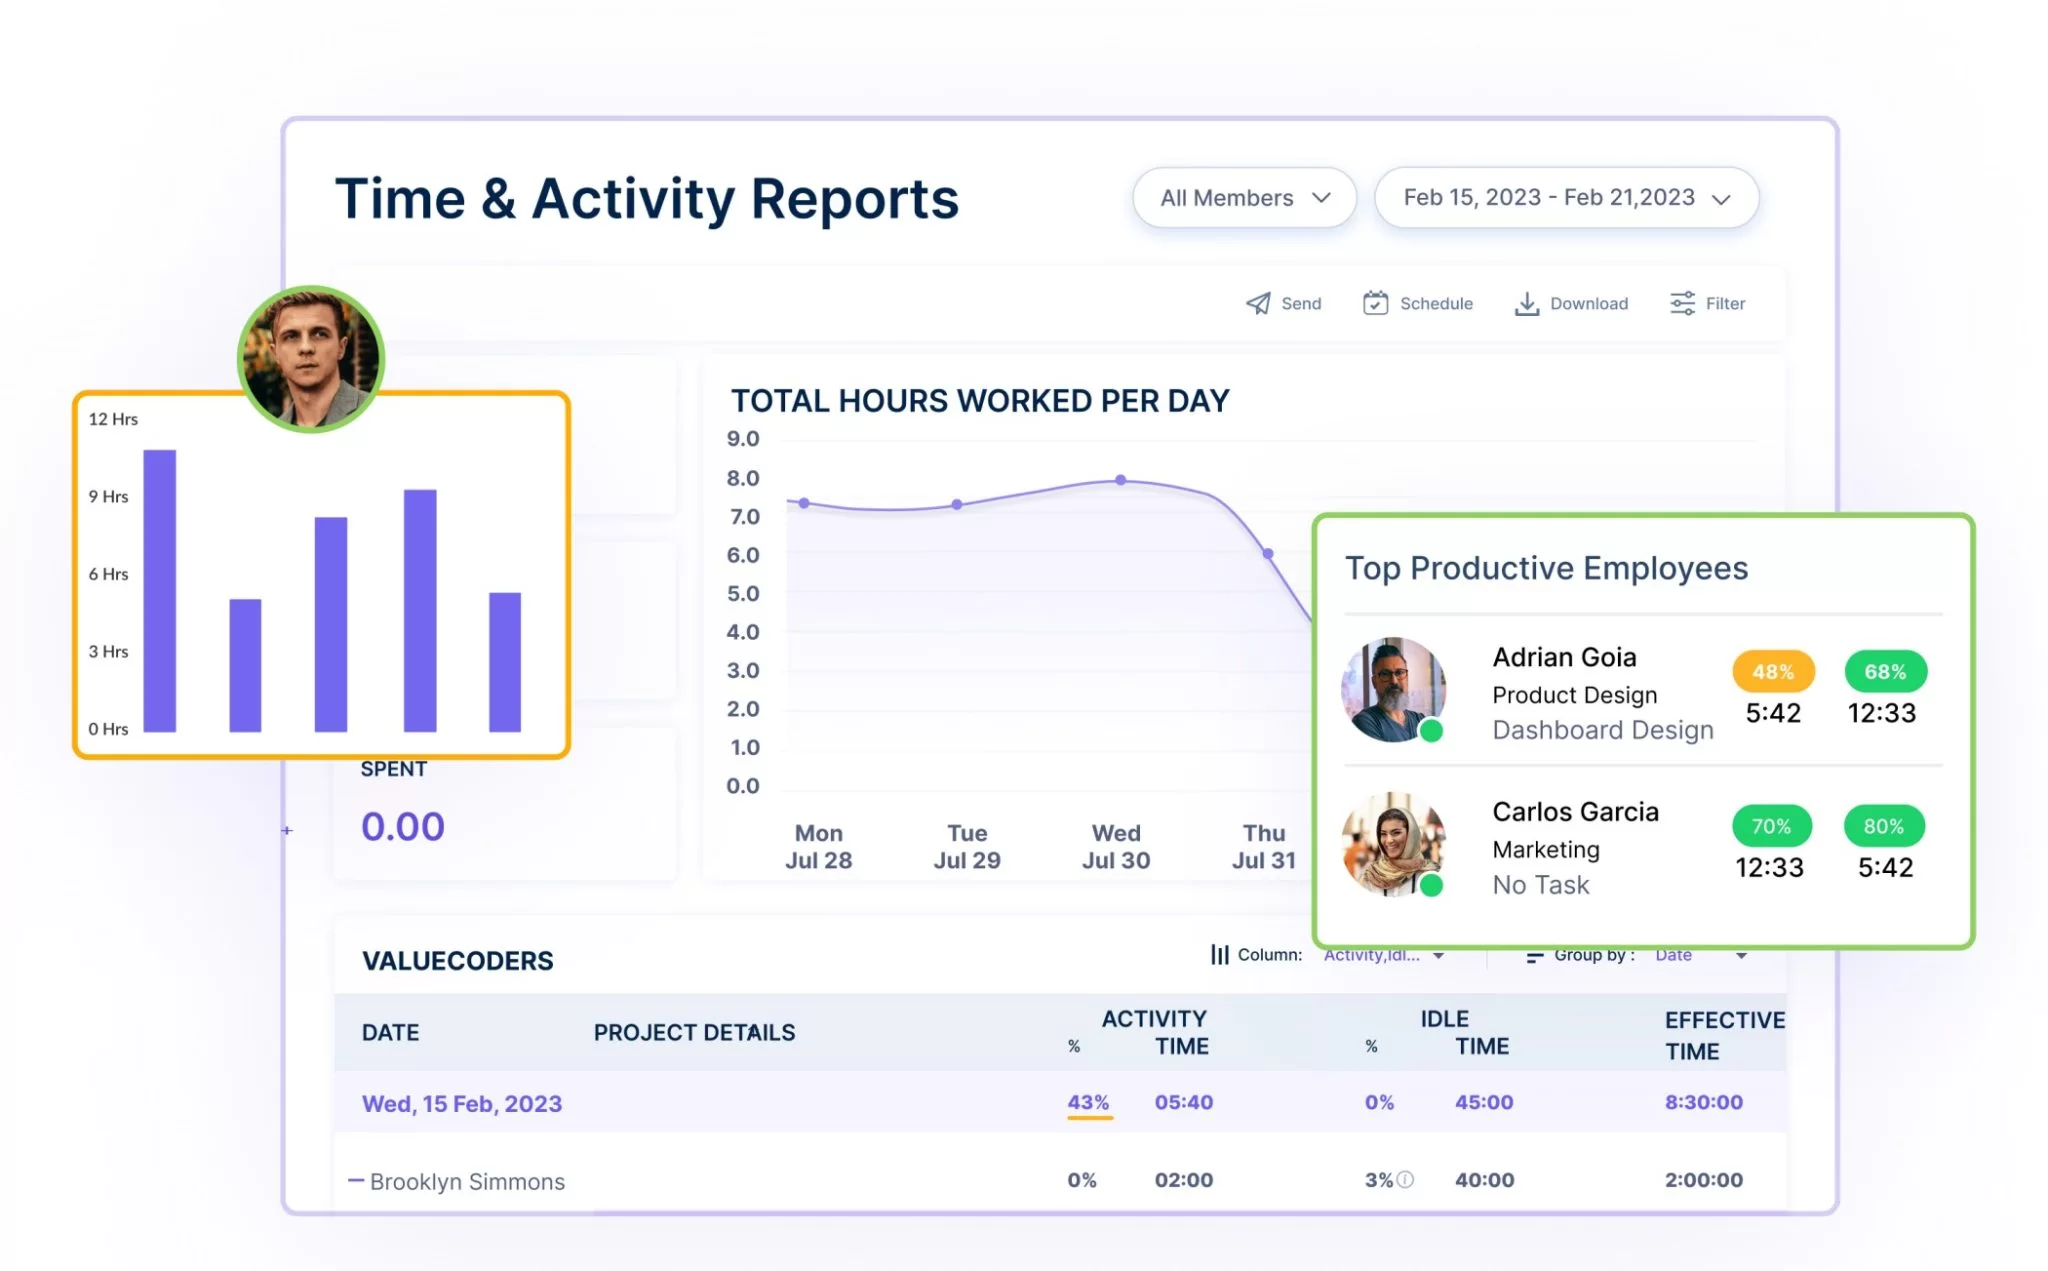 Time & Activity Reports
All Members
Feb 15, 2023 - Feb 21,2023
Send
Schedule
Download
Filter
12 Hrs
9 Hrs
6 Hrs
3 Hrs
0 Hrs
SPENT
0.00
TOTAL HOURS WORKED PER DAY
9.0
8.0
7.0
6.0
5.0
4.0
3.0
2.0
1.0
0.0
Mon Tue Wed Thu
Jul 28 Jul 29 Jul 30 Jul 31
Top Productive Employees
Adrian Goia
Product Design
Dashboard Design
48% 68%
5:42 12:33
Carlos Garcia
Marketing
No Task
70% 80%
12:33 5:42
VALUECODERS
Column: Activity,Idl...
Group by : Date
DATE
PROJECT DETAILS
ACTIVITY
% TIME
IDLE
% TIME
EFFECTIVE
TIME
Wed, 15 Feb, 2023 43% 05:40 0% 45:00 8:30:00
Brooklyn Simmons 0% 02:00 3% 40:00 2:00:00